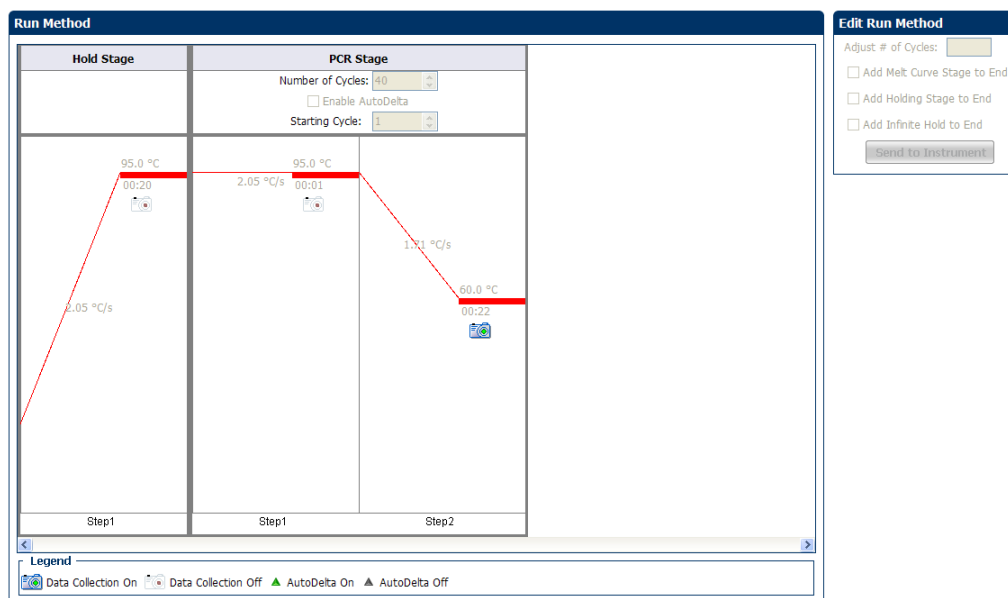 Run Method
Hold Stage
PCR Stage
Number of Cycles: 40
Enable AutoDelta
Starting Cycle: 1
95.0 °C
00:20
2.05 °C/s
Step1
95.0 °C
2.05 °C/s 00:01
Step1
1.71 °C/s
60.0 °C
00:22
Step2
Legend
Data Collection On Data Collection Off AutoDelta On AutoDelta Off
Edit Run Method
Adjust # of Cycles:
Add Melt Curve Stage to End
Add Holding Stage to End
Add Infinite Hold to End
Send to Instrument